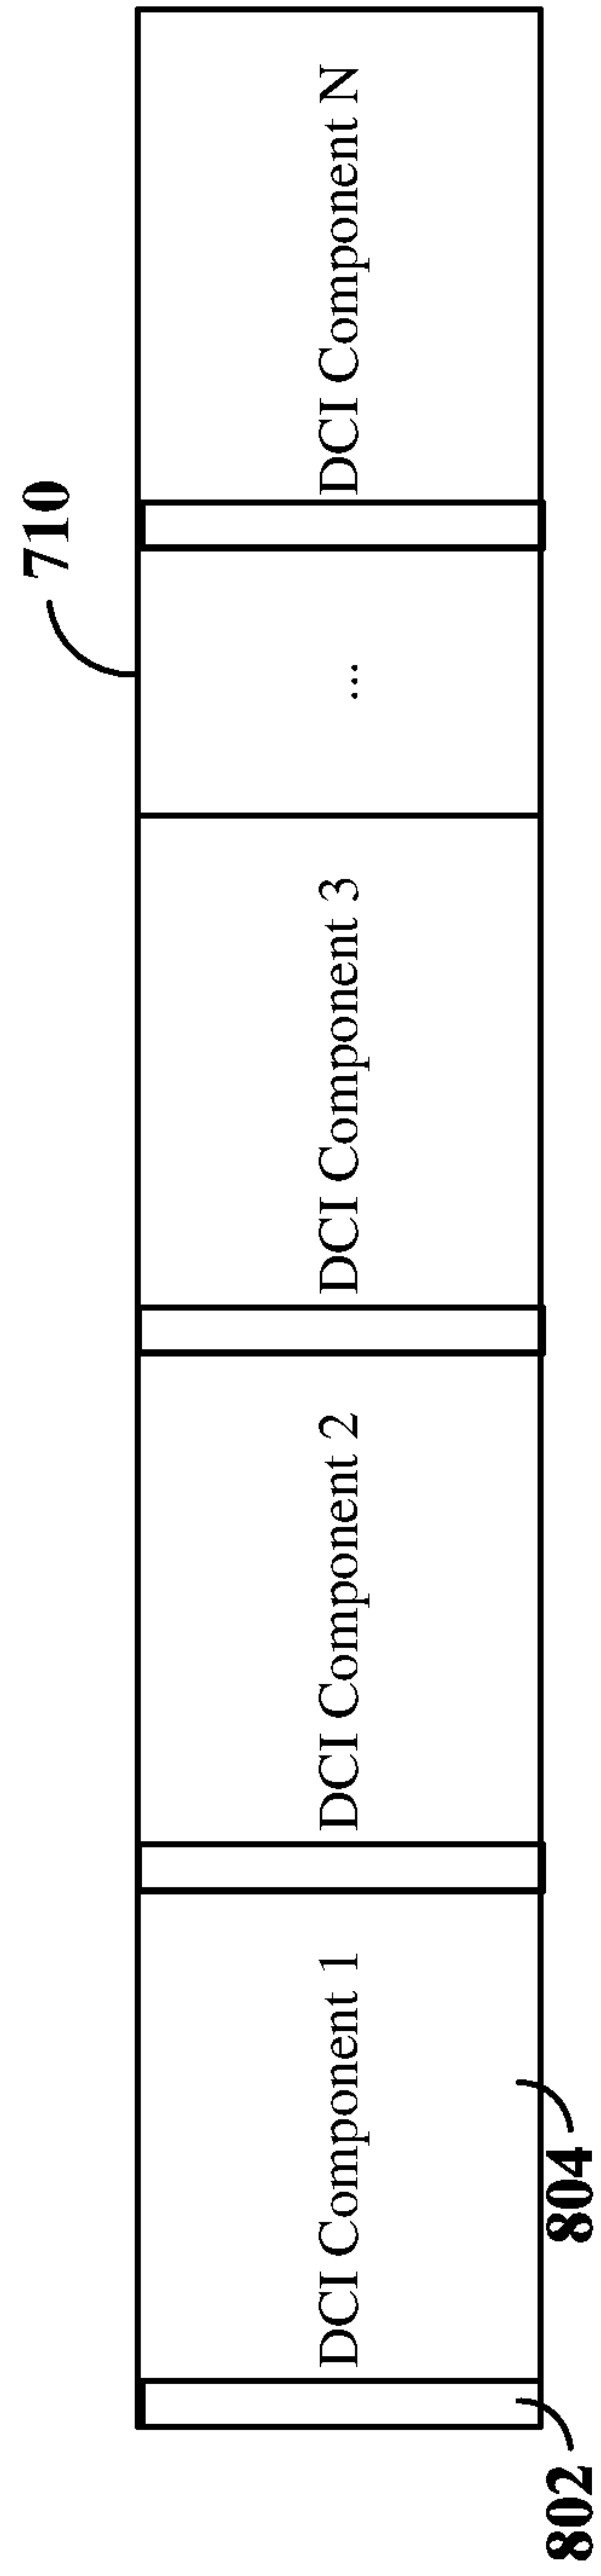 710
DCI Component 1
DCI Component 2
DCI Component 3
...
DCI Component N
802
804